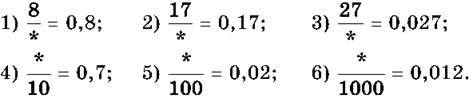 1) 8/* = 0,8; 2) 17/* = 0,17; 3) 27/* = 0,027;
4) */10 = 0,7; 5) */100 = 0,02; 6) */1000 = 0,012.